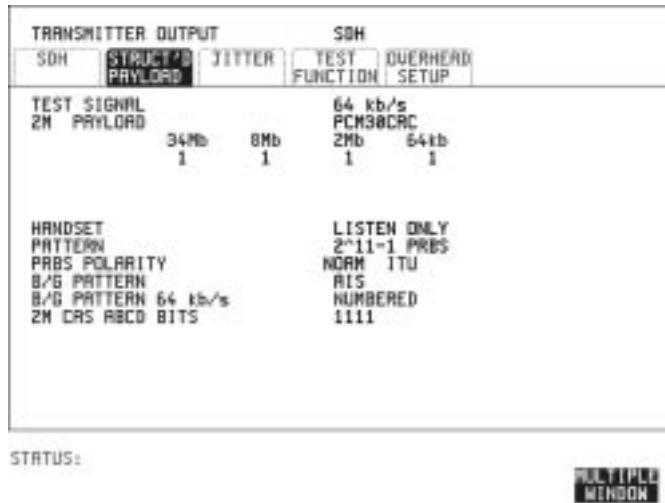 TRANSMITTER OUTPUT SDH
SDH STRUCT'D PAYLOAD JITTER TEST FUNCTION OVERHEAD SETUP
TEST SIGNAL 64 kb/s
2M PAYLOAD PCM30CRC
34Mb 8Mb 2Mb 64kb
1 1 1 1
HANDSET LISTEN ONLY
PATTERN 2^11-1 PRBS
PRBS POLARITY NORM ITU
B/G PATTERN AIS
B/G PATTERN 64 kb/s NUMBERED
2M CAS ABCD BITS 1111
STATUS:
MULTIPLE
WINDOW